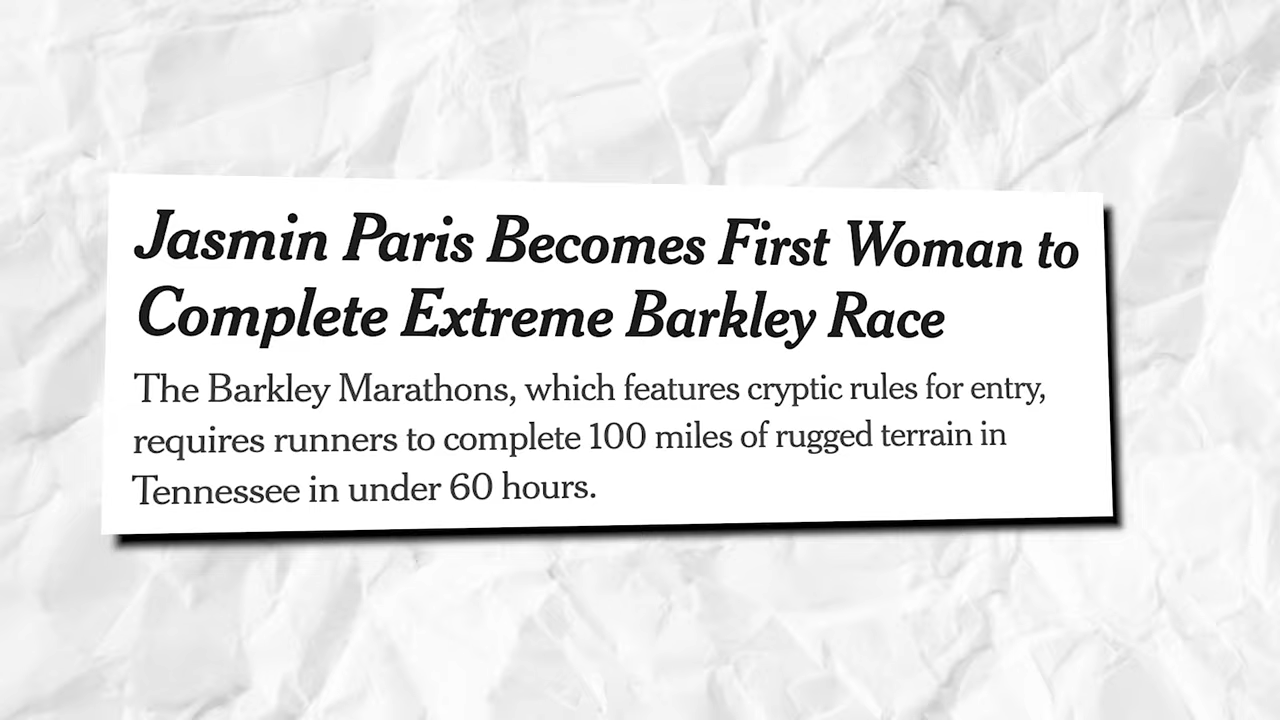 Jasmin Paris Becomes First Woman to
Complete Extreme Barkley Race
The Barkley Marathons, which features cryptic rules for entry,
requires runners to complete 100 miles of rugged terrain in
Tennessee in under 60 hours.